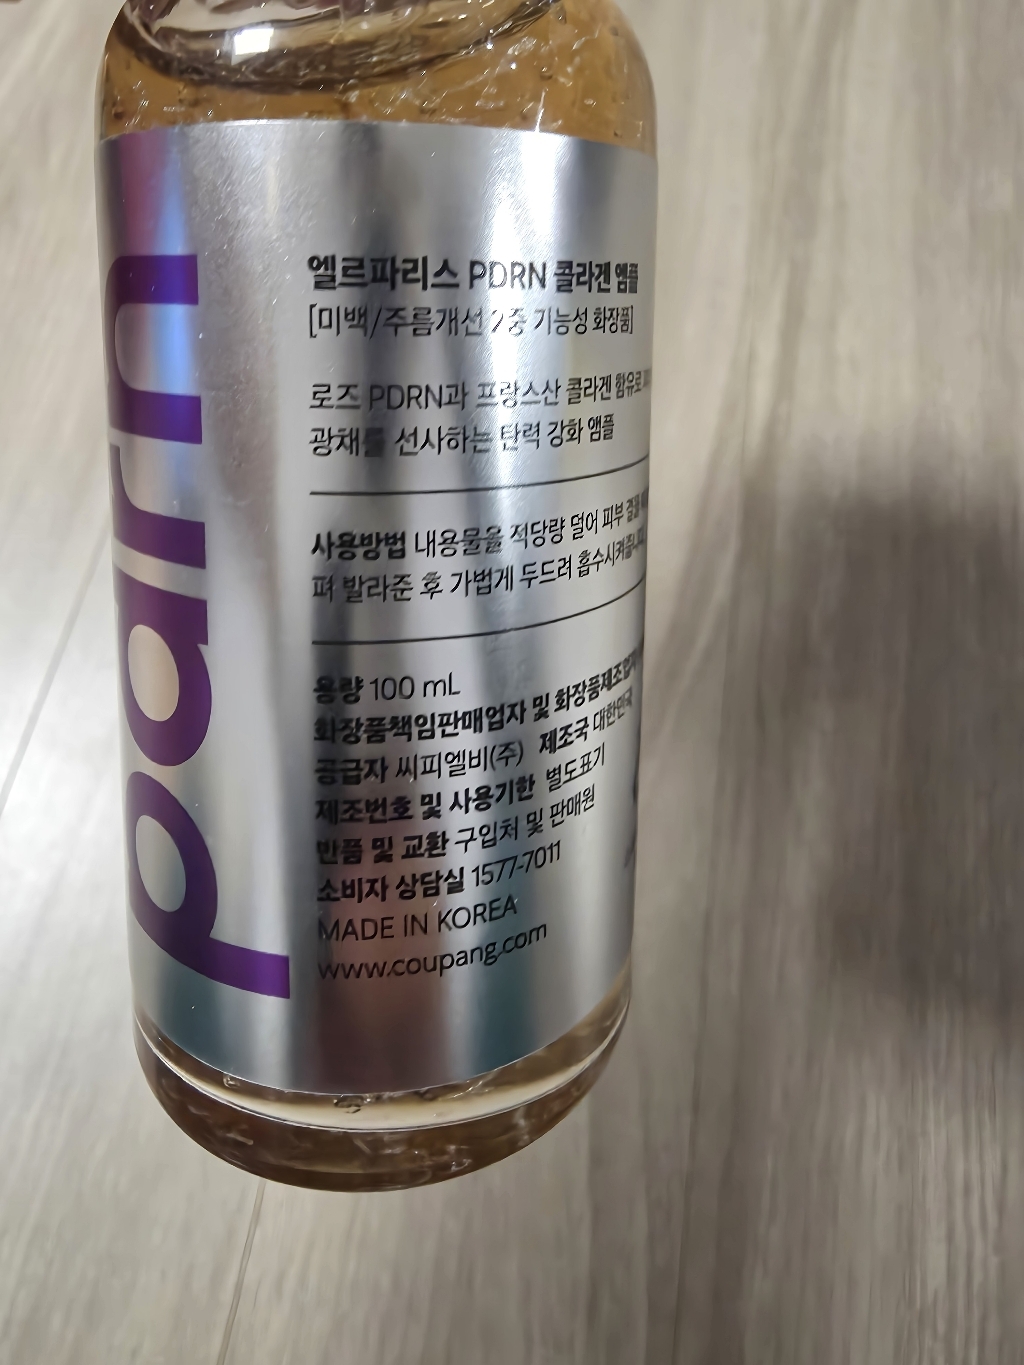 pdrn
엘르파리스 PDRN 콜라겐 앰플
[미백/주름개선 2중 기능성 화장품]
로즈 PDRN과 프랑스산 콜라겐 함유로
광채를 선사하는 탄력 강화 앰플
사용방법 내용물을 적당량 덜어 피부 결을
펴 발라준 후 가볍게 두드려 흡수시켜줍니다.
용량 100 mL
화장품책임판매업자 및 화장품제조업자
공급자 씨피엘비(주) 제조국 대한민국
제조번호 및 사용기한 별도표기
반품 및 교환 구입처 및 판매원
소비자 상담실 1577-7011
MADE IN KOREA
www.coupang.com